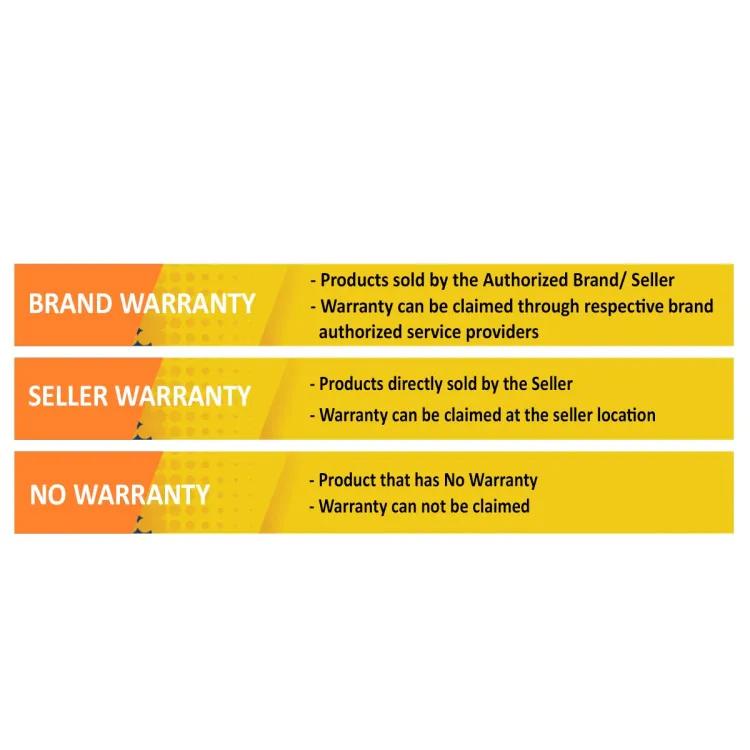 BRAND WARRANTY
- Products sold by the Authorized Brand/ Seller
- Warranty can be claimed through respective brand
authorized service providers
SELLER WARRANTY
- Products directly sold by the Seller
- Warranty can be claimed at the seller location
NO WARRANTY
- Product that has No Warranty
- Warranty can not be claimed